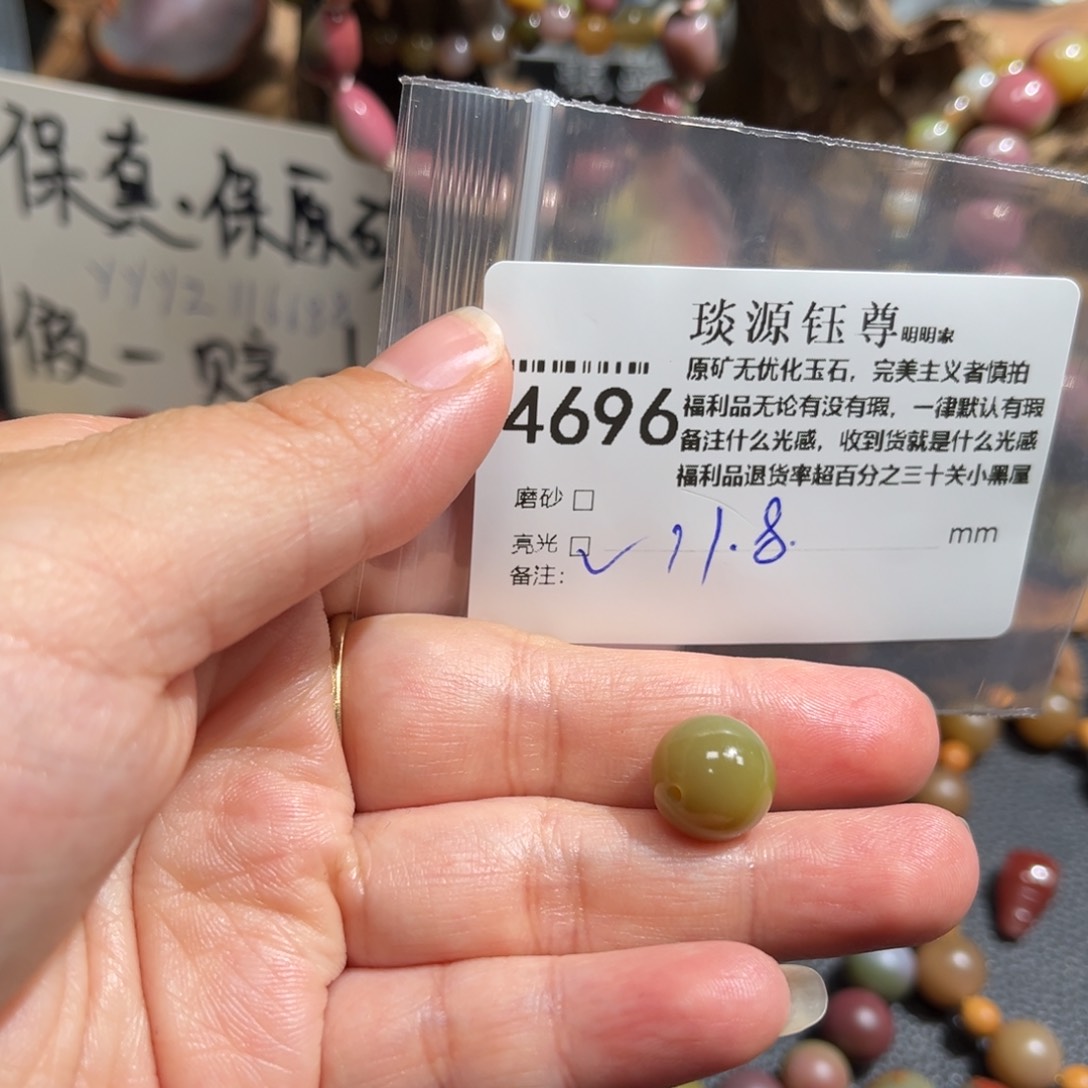 保真·保原矿
假一赔
琰源钰尊明明家
原矿无优化玉石，完美主义者慎拍
4696
福利品无论有没有瑕，一律默认有瑕
备注什么光感，收到货就是什么光感
福利品退货率超百分之三十关小黑屋
磨砂□
亮光□✓ 11.8. mm
备注：